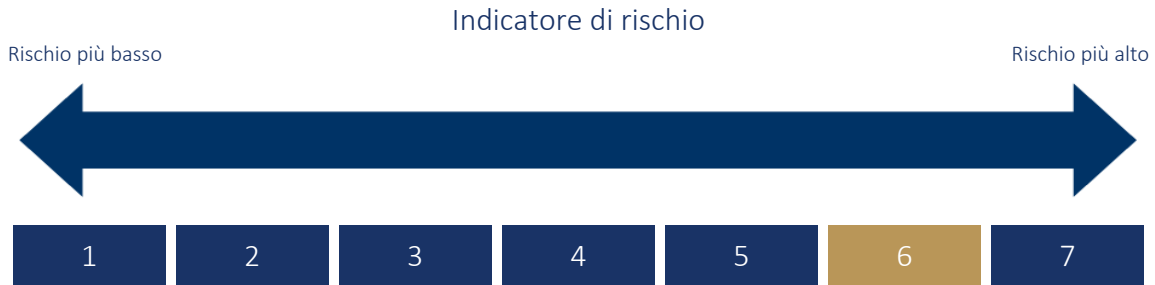 Indicatore di rischio
Rischio più basso Rischio più alto
1 2 3 4 5 6 7